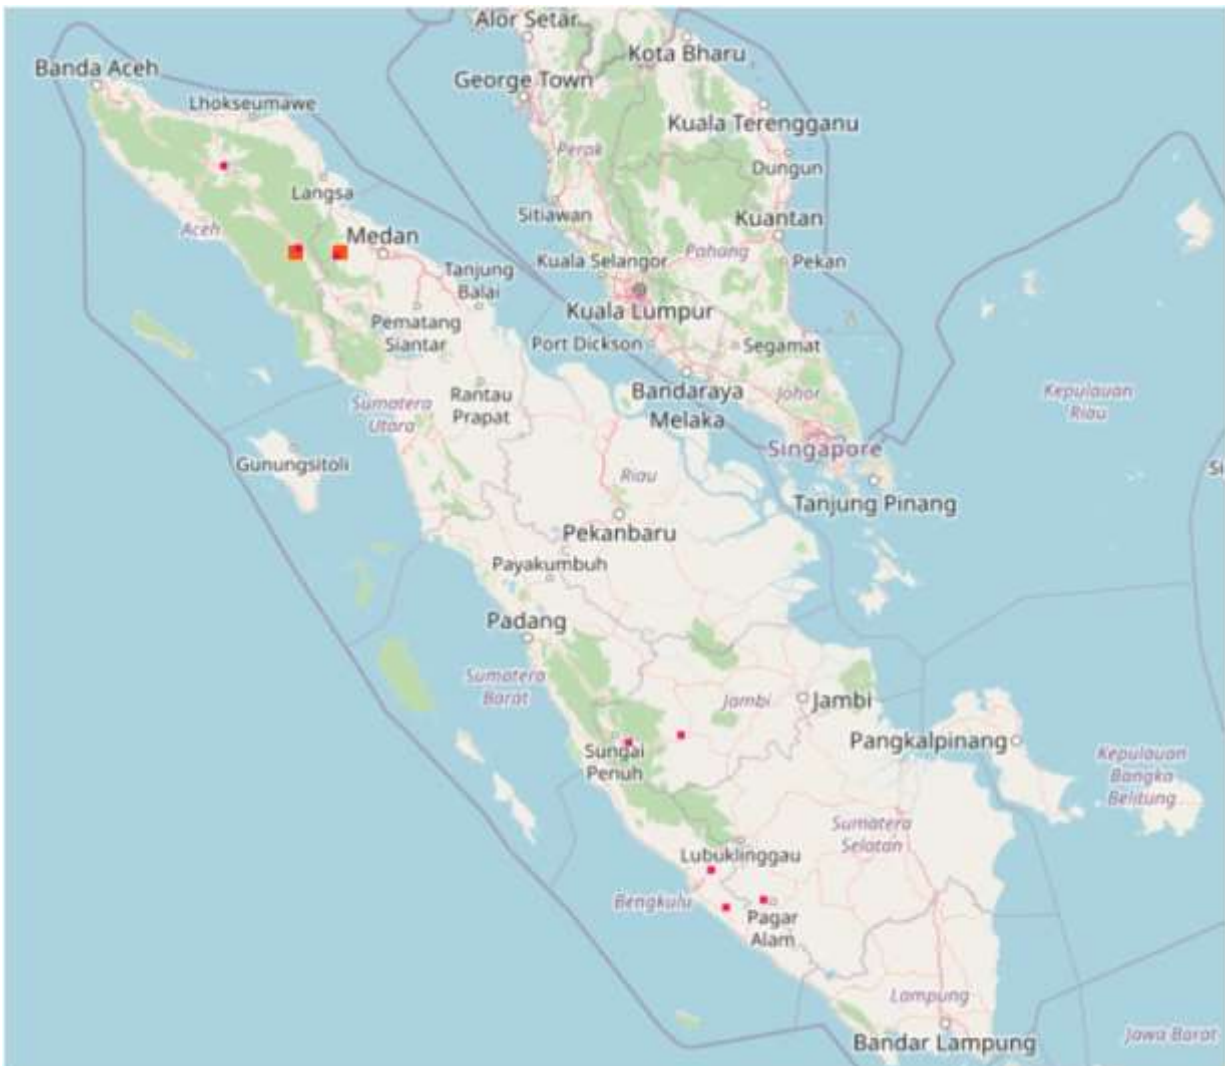 Alor Setar
Kota Bharu
Banda Aceh
George Town
Lhokseumawe
Kuala Terengganu
Perak
Dungun
Langsa
Sitiawan
Kuantan
Aceh
Medan
Pahang
Kuala Selangor
Pekan
Tanjung
Balai
Kuala Lumpur
Pematang
Siantar
Port Dickson
Segamat
Rantau
Prapat
Bandaraya
Melaka
Johor
Kepulauan
Riau
Sumatera
Utara
Singapore
Gunungsitoli
Riau
Tanjung Pinang
Pekanbaru
Payakumbuh
Padang
Sumatera
Barat
Jambi
Jambi
Pangkalpinang
Sungai
Penuh
Kepulauan
Bangka
Belitung
Sumatera
Selatan
Lubuklinggau
Bengkulu
Pagar
Alam
Lampung
Bandar Lampung
Jawa Barat